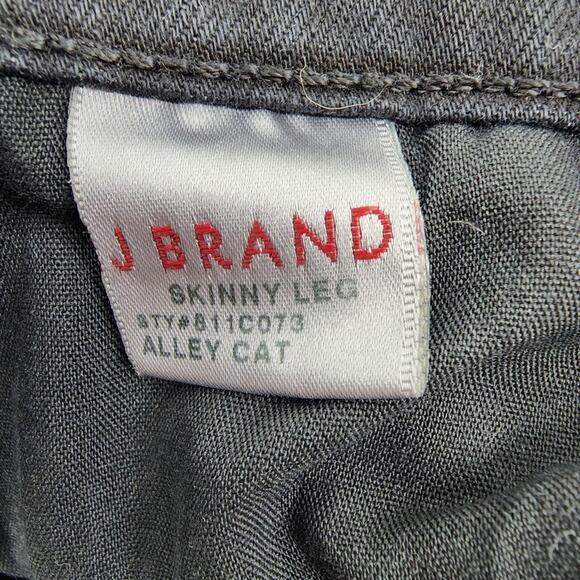 J BRAND
SKINNY LEG
STY#811C073
ALLEY CAT